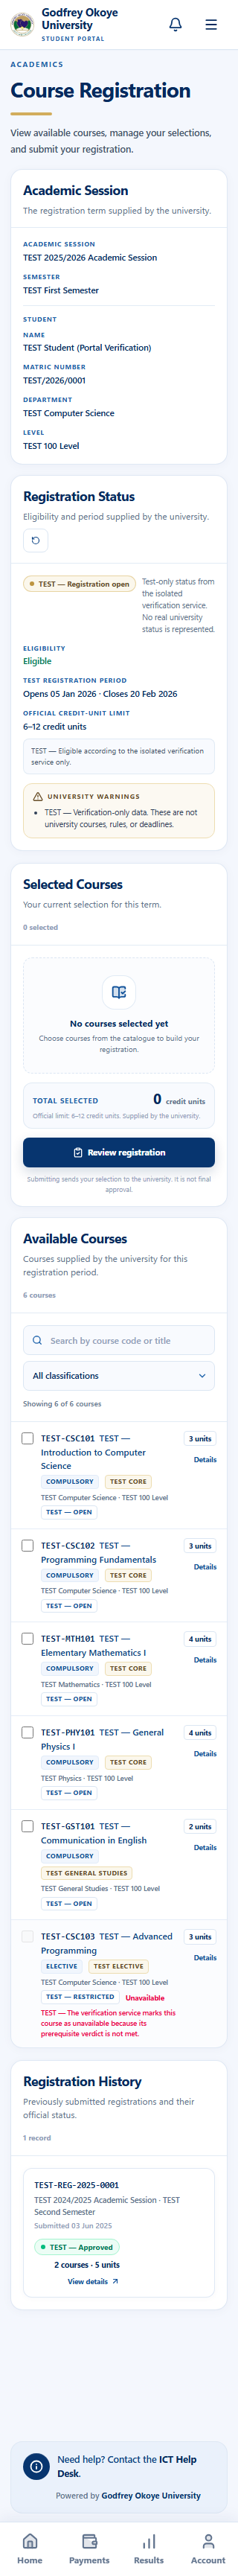 Godfrey Okoye
University
STUDENT PORTAL
ACADEMICS
Course Registration
View available courses, manage your selections,
and submit your registration.
Academic Session
The registration term supplied by the university.
ACADEMIC SESSION
TEST 2025/2026 Academic Session
SEMESTER
TEST First Semester
STUDENT
NAME
TEST Student (Portal Verification)
MATRIC NUMBER
TEST/2026/0001
DEPARTMENT
TEST Computer Science
LEVEL
TEST 100 Level
Registration Status
Eligibility and period supplied by the university.
TEST — Registration open
Test-only status from
the isolated
verification service.
No real university
status is represented.
ELIGIBILITY
Eligible
TEST REGISTRATION PERIOD
Opens 05 Jan 2026 · Closes 20 Feb 2026
OFFICIAL CREDIT-UNIT LIMIT
6–12 credit units
TEST — Eligible according to the isolated verification
service only.
UNIVERSITY WARNINGS
• TEST — Verification-only data. These are not
university courses, rules, or deadlines.
Selected Courses
Your current selection for this term.
0 selected
No courses selected yet
Choose courses from the catalogue to build your
registration.
TOTAL SELECTED 0 credit units
Official limit: 6–12 credit units. Supplied by the university.
Review registration
Submitting sends your selection to the university. It is not final
approval.
Available Courses
Courses supplied by the university for this
registration period.
6 courses
Search by course code or title
All classifications
Showing 6 of 6 courses
TEST-CSC101 TEST — 3 units
Introduction to Computer Details
Science
COMPULSORY TEST CORE
TEST Computer Science · TEST 100 Level
TEST — OPEN
TEST-CSC102 TEST — 3 units
Programming Fundamentals Details
COMPULSORY TEST CORE
TEST Computer Science · TEST 100 Level
TEST — OPEN
TEST-MTH101 TEST — 4 units
Elementary Mathematics I Details
COMPULSORY TEST CORE
TEST Mathematics · TEST 100 Level
TEST — OPEN
TEST-PHY101 TEST — General 4 units
Physics I Details
COMPULSORY TEST CORE
TEST Physics · TEST 100 Level
TEST — OPEN
TEST-GST101 TEST — 2 units
Communication in English Details
COMPULSORY
TEST GENERAL STUDIES
TEST General Studies · TEST 100 Level
TEST — OPEN
TEST-CSC103 TEST — Advanced 3 units
Programming Details
ELECTIVE TEST ELECTIVE
TEST Computer Science · TEST 100 Level
TEST — RESTRICTED Unavailable
TEST — The verification service marks this
course as unavailable because its
prerequisite verdict is not met.
Registration History
Previously submitted registrations and their
official status.
1 record
TEST-REG-2025-0001
TEST 2024/2025 Academic Session · TEST
Second Semester
Submitted 03 Jun 2025
TEST — Approved
2 courses · 5 units
View details
Need help? Contact the ICT Help
Desk.
Powered by Godfrey Okoye University
Home Payments Results Account